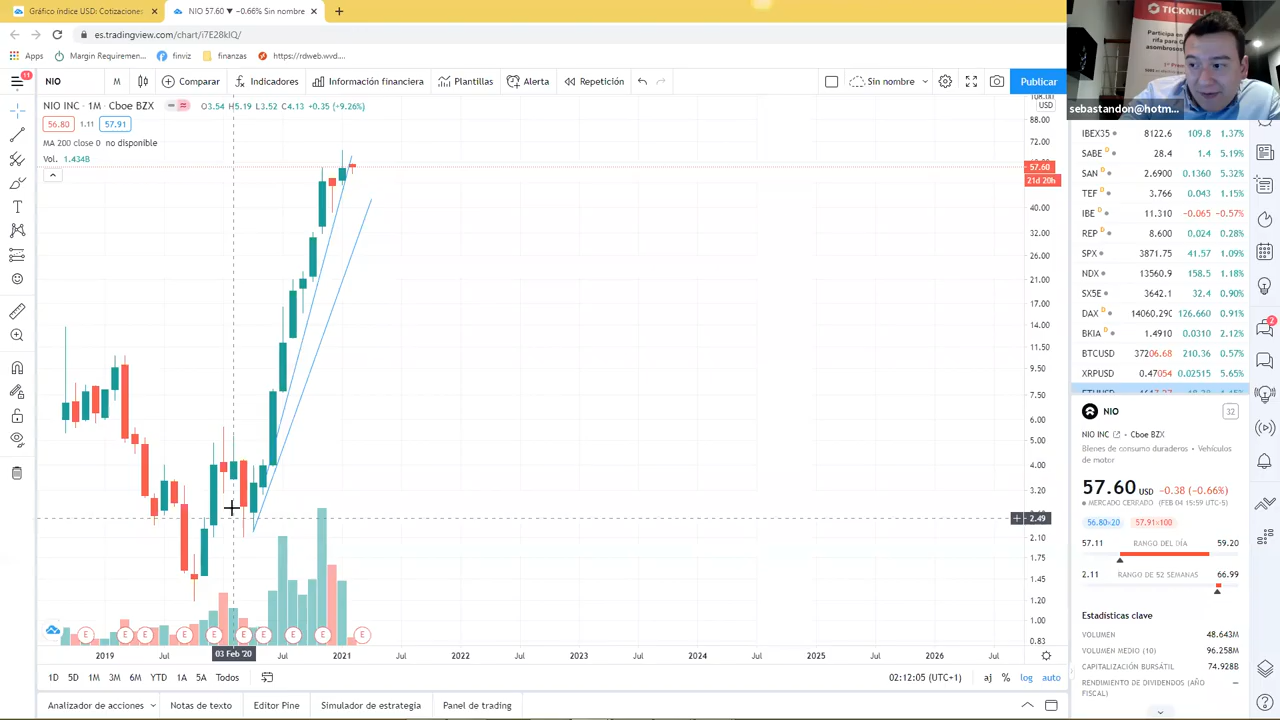 Gráfico índice USD: Cotizaciones
NIO 57.60 ▼ −0.66% Sin nombre
es.tradingview.com/chart/i7E28kIQ/
Apps
Margin Requiremen...
finviz
finanzas
https://rdweb.wd...
TICKMILL
Participa en
rifa para G
asombroso
sebastandon@hotm...
11
NIO
M
Comparar
Indicadores
Información financiera
Plantillas
Alerta
Repetición
Sin nombre
Publicar
NIO INC · 1M · Cboe BZX
O3.54 H5.19 L3.52 C4.13 +0.35 (+9.26%)
56.80
1.11
57.91
MA 200 close 0 no disponible
Vol. 1.434B
108.00
USD
88.00
72.00
57.60
21d 20h
40.00
32.00
26.00
21.00
17.00
14.00
11.50
9.50
7.50
6.00
5.00
4.00
3.20
2.49
2.10
1.75
1.45
1.20
1.00
0.83
E E E E E E E E E E
2019
Jul
03 Feb '20
Jul
2021
Jul
2022
Jul
2023
Jul
2024
Jul
2025
Jul
2026
Jul
1D 5D 1M 3M 6M YTD 1A 5A Todos
02:12:05 (UTC+1)
aj % log auto
Analizador de acciones
Notas de texto
Editor Pine
Simulador de estrategia
Panel de trading
IBEX35 8122.6 109.8 1.37%
SABE D 28.4 1.4 5.19%
SAN D 2.6900 0.1360 5.32%
TEF D 3.766 0.043 1.15%
IBE D 11.310 −0.065 −0.57%
REP D 8.600 0.024 0.28%
SPX 3871.75 41.57 1.09%
NDX 13560.9 158.5 1.18%
SX5E 3642.1 32.4 0.90%
DAX D 14060.290 126.660 0.91%
BKIA D 1.4910 0.0310 2.12%
BTCUSD 37206.68 210.36 0.57%
XRPUSD 0.47054 0.02515 5.65%
NIO
32
NIO INC · Cboe BZX
Bienes de consumo duraderos • Vehículos
de motor
57.60 USD −0.38 (−0.66%)
MERCADO CERRADO (FEB 04 15:59 UTC-5)
56.80×20
57.91×100
57.11 RANGO DEL DÍA 59.20
2.11 RANGO DE 52 SEMANAS 66.99
Estadísticas clave
VOLUMEN 48.643M
VOLUMEN MEDIO (10) 96.258M
CAPITALIZACIÓN BURSÁTIL 74.928B
RENDIMIENTO DE DIVIDENDOS (AÑO —
FISCAL)
2